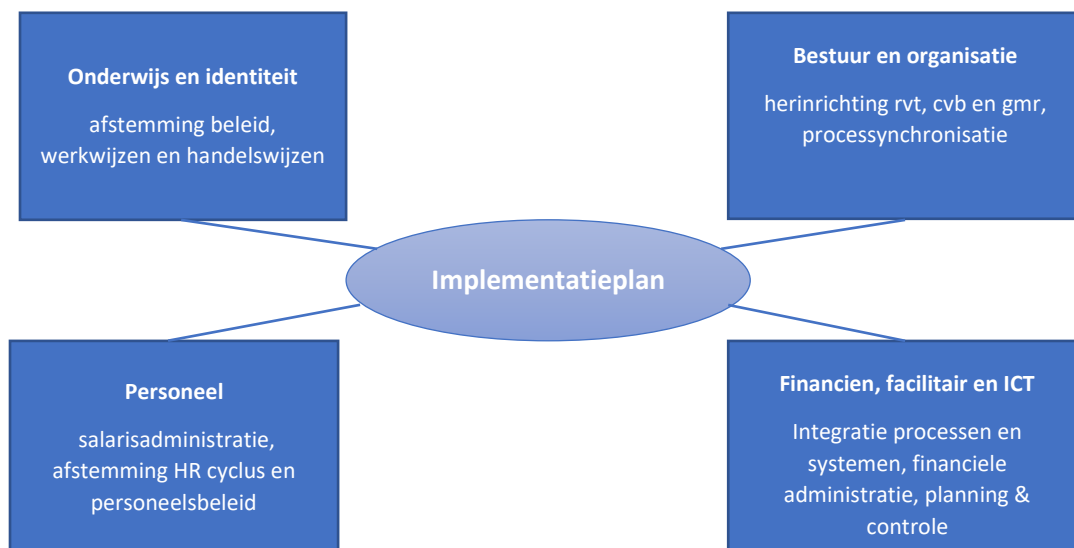 Onderwijs en identiteit
afstemming beleid,
werkwijzen en handelswijzen
Bestuur en organisatie
herinrichting rvt, cvb en gmr,
processynchronisatie
Implementatieplan
Personeel
salarisadministratie,
afstemming HR cyclus en
personeelsbeleid
Financien, facilitair en ICT
Integratie processen en
systemen, financiele
administratie, planning &
controle